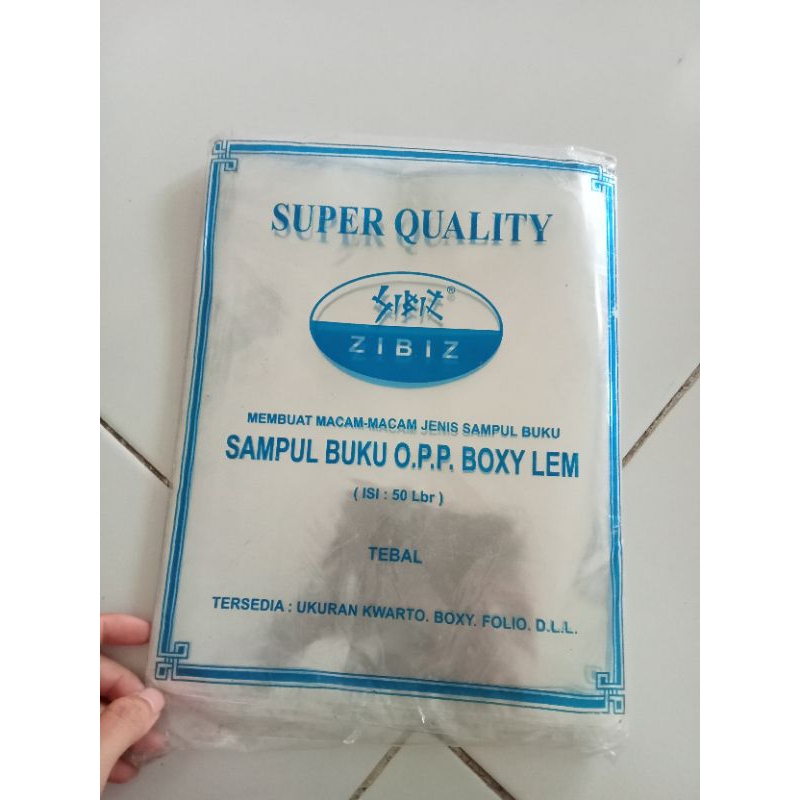 SUPER QUALITY
SiBiZ®
ZIBIZ
MEMBUAT MACAM-MACAM JENIS SAMPUL BUKU
SAMPUL BUKU O.P.P. BOXY LEM
( ISI : 50 Lbr )
TEBAL
TERSEDIA : UKURAN KWARTO. BOXY. FOLIO. D.L.L.